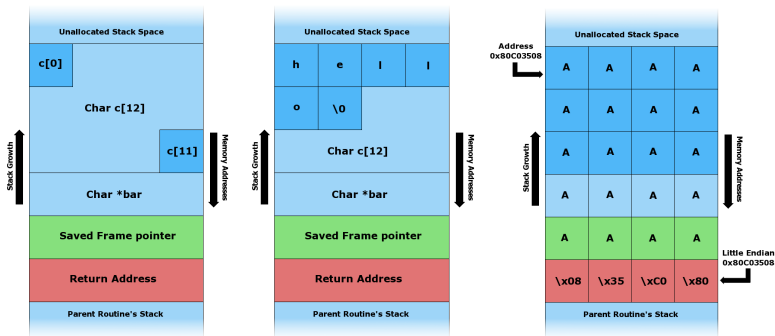 Unallocated Stack Space
c[0]
Char c[12]
c[11]
Char *bar
Saved Frame pointer
Return Address
Parent Routine's Stack
Stack Growth
Memory Addresses
Unallocated Stack Space
h e l l
o \0
Char c[12]
Char *bar
Saved Frame pointer
Return Address
Parent Routine's Stack
Stack Growth
Memory Addresses
Address
0x80C03508
Unallocated Stack Space
A A A A
A A A A
A A A A
A A A A
A A A A
\x08 \x35 \xC0 \x80
Parent Routine's Stack
Stack Growth
Memory Addresses
Little Endian
0x80C03508